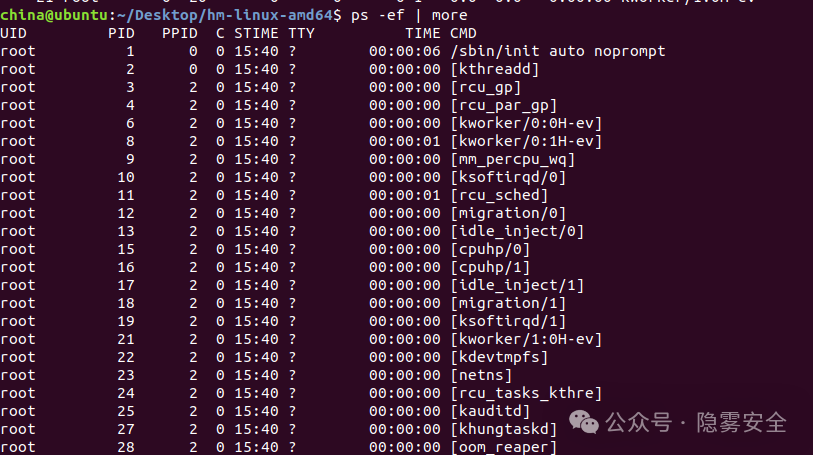 china@ubuntu:~/Desktop/hm-linux-amd64$ ps -ef | more
UID          PID    PPID  C STIME TTY          TIME CMD
root           1       0  0 15:40 ?        00:00:06 /sbin/init auto noprompt
root           2       0  0 15:40 ?        00:00:00 [kthreadd]
root           3       2  0 15:40 ?        00:00:00 [rcu_gp]
root           4       2  0 15:40 ?        00:00:00 [rcu_par_gp]
root           6       2  0 15:40 ?        00:00:00 [kworker/0:0H-ev]
root           8       2  0 15:40 ?        00:00:01 [kworker/0:1H-ev]
root           9       2  0 15:40 ?        00:00:00 [mm_percpu_wq]
root          10       2  0 15:40 ?        00:00:00 [ksoftirqd/0]
root          11       2  0 15:40 ?        00:00:01 [rcu_sched]
root          12       2  0 15:40 ?        00:00:00 [migration/0]
root          13       2  0 15:40 ?        00:00:00 [idle_inject/0]
root          15       2  0 15:40 ?        00:00:00 [cpuhp/0]
root          16       2  0 15:40 ?        00:00:00 [cpuhp/1]
root          17       2  0 15:40 ?        00:00:00 [idle_inject/1]
root          18       2  0 15:40 ?        00:00:00 [migration/1]
root          19       2  0 15:40 ?        00:00:00 [ksoftirqd/1]
root          21       2  0 15:40 ?        00:00:00 [kworker/1:0H-ev]
root          22       2  0 15:40 ?        00:00:00 [kdevtmpfs]
root          23       2  0 15:40 ?        00:00:00 [netns]
root          24       2  0 15:40 ?        00:00:00 [rcu_tasks_kthre]
root          25       2  0 15:40 ?        00:00:00 [kauditd]
root          27       2  0 15:40 ?        00:00:00 [khungtaskd]
root          28       2  0 15:40 ?        00:00:00 [oom_reaper]
公众号 · 隐雾安全